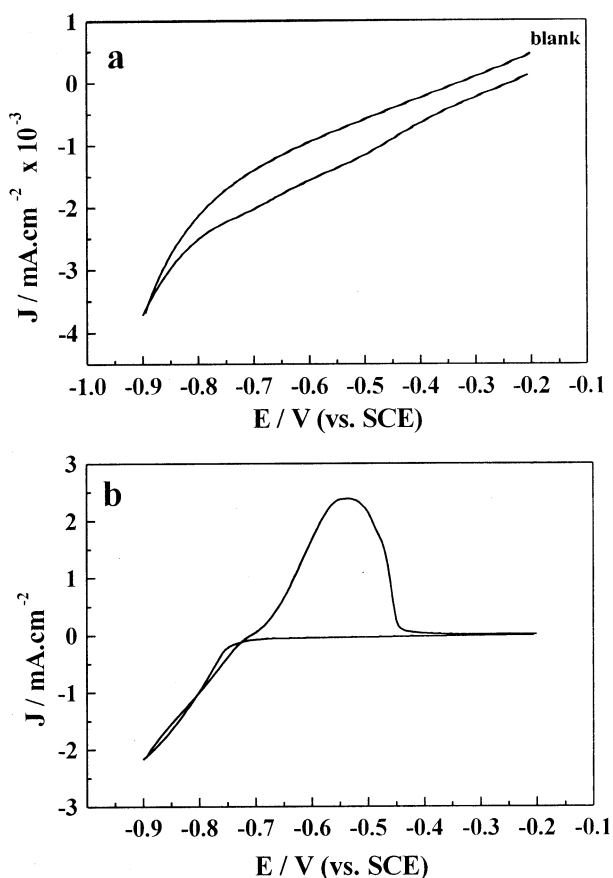 a
blank
1
0
-1
-2
-3
-4
J / mA.cm⁻² x 10⁻³
-1.0 -0.9 -0.8 -0.7 -0.6 -0.5 -0.4 -0.3 -0.2 -0.1
E / V (vs. SCE)
b
3
2
1
0
-1
-2
-3
J / mA.cm⁻²
-0.9 -0.8 -0.7 -0.6 -0.5 -0.4 -0.3 -0.2 -0.1
E / V (vs. SCE)